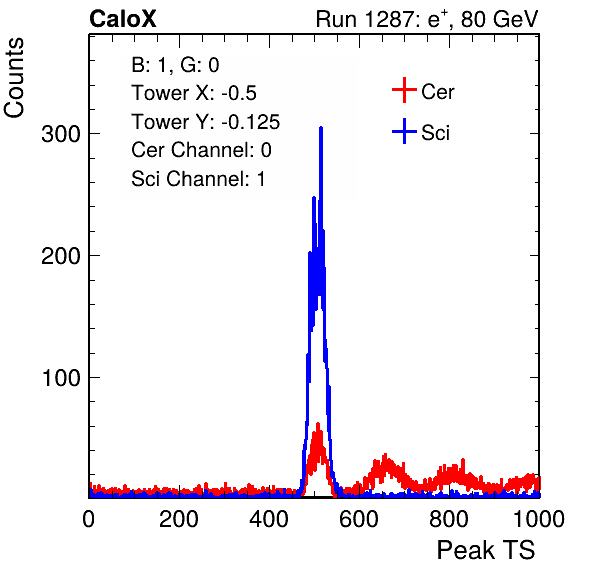 CaloX
Run 1287: e+, 80 GeV
Counts
B: 1, G: 0
Tower X: -0.5
Tower Y: -0.125
Cer Channel: 0
Sci Channel: 1
Cer
Sci
300
200
100
0 200 400 600 800 1000
Peak TS